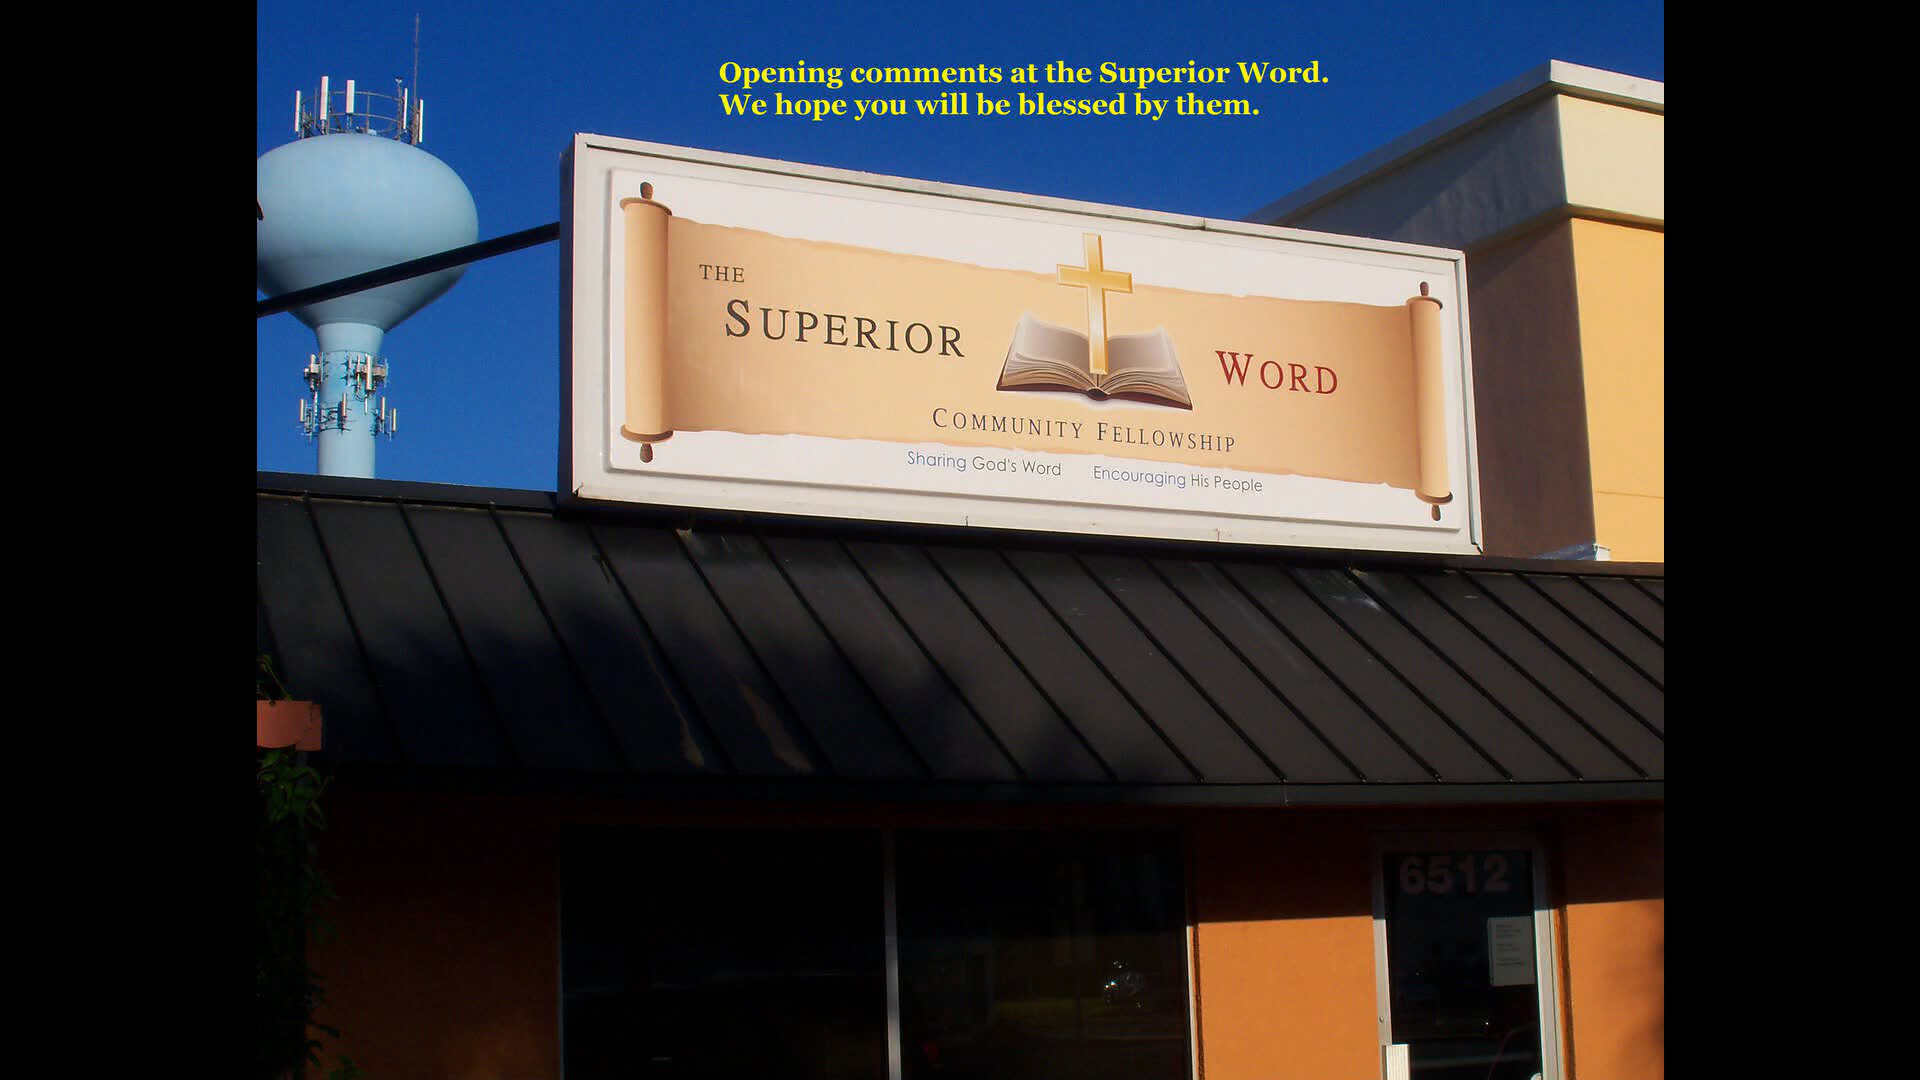 Opening comments at the Superior Word.
We hope you will be blessed by them.
THE
SUPERIOR
WORD
COMMUNITY FELLOWSHIP
Sharing God's Word Encouraging His People
6512